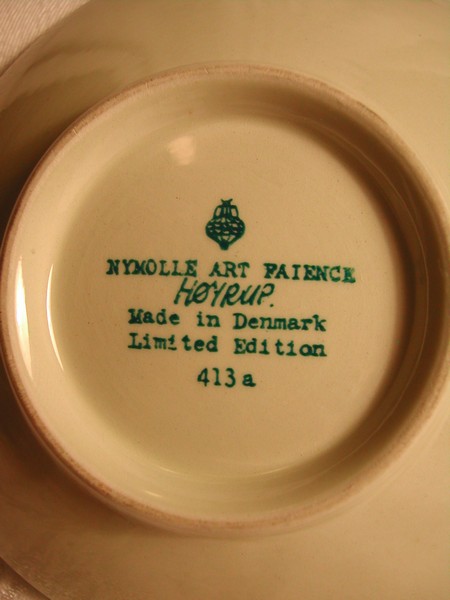 NYMOLLE ART FAIENCE
HØYRUP.
Made in Denmark
Limited Edition
413a